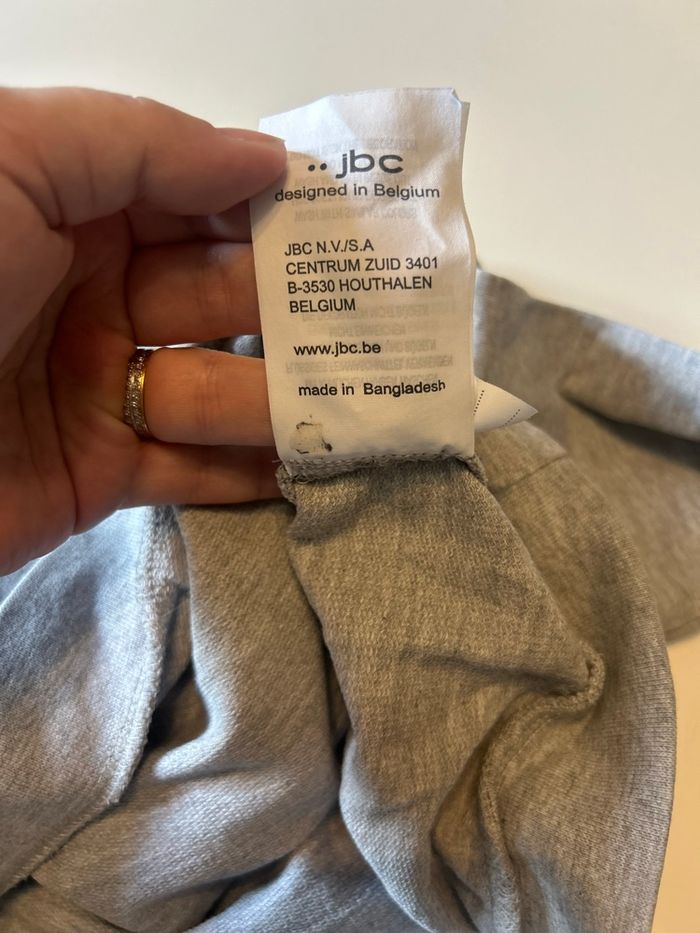 jbc
designed in Belgium
JBC N.V./S.A
CENTRUM ZUID 3401
B-3530 HOUTHALEN
BELGIUM
www.jbc.be
made in Bangladesh